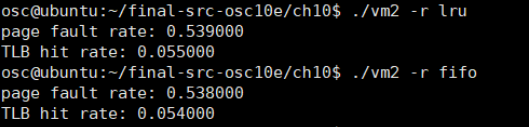 osc@ubuntu:~/final-src-osc10e/ch10$ ./vm2 -r lru
page fault rate: 0.539000
TLB hit rate: 0.055000
osc@ubuntu:~/final-src-osc10e/ch10$ ./vm2 -r fifo
page fault rate: 0.538000
TLB hit rate: 0.054000